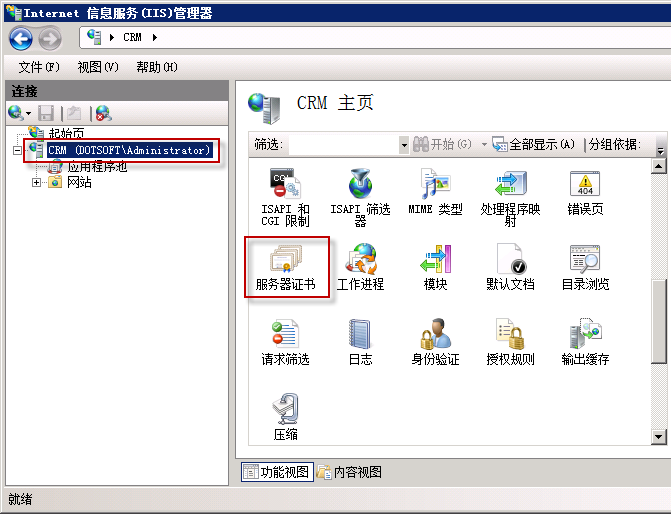 Internet 信息服务(IIS)管理器
CRM
文件(F) 视图(V) 帮助(H)
连接
起始页
CRM (DOTSOFT\Administrator)
应用程序池
网站
CRM 主页
筛选: 开始(G) 全部显示(A) 分组依据:
CGI
404
ISAPI 和 CGI 限制
ISAPI 筛选器
MIME 类型
处理程序映射
错误页
服务器证书
工作进程
模块
默认文档
目录浏览
请求筛选
日志
身份验证
授权规则
输出缓存
压缩
功能视图 内容视图
就绪